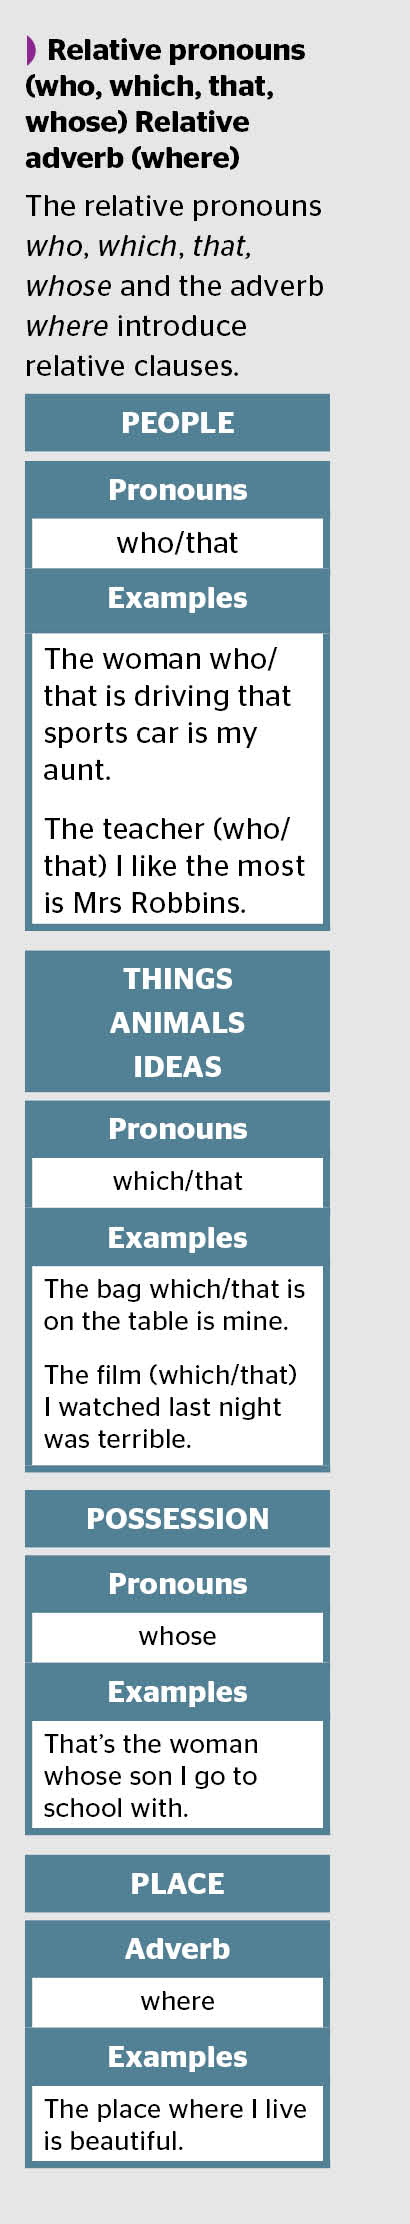 Relative pronouns
(who, which, that,
whose) Relative
adverb (where)
The relative pronouns
who, which, that,
whose and the adverb
where introduce
relative clauses.
PEOPLE
Pronouns
who/that
Examples
The woman who/
that is driving that
sports car is my
aunt.
The teacher (who/
that) I like the most
is Mrs Robbins.
THINGS
ANIMALS
IDEAS
Pronouns
which/that
Examples
The bag which/that is
on the table is mine.
The film (which/that)
I watched last night
was terrible.
POSSESSION
Pronouns
whose
Examples
That’s the woman
whose son I go to
school with.
PLACE
Adverb
where
Examples
The place where I live
is beautiful.